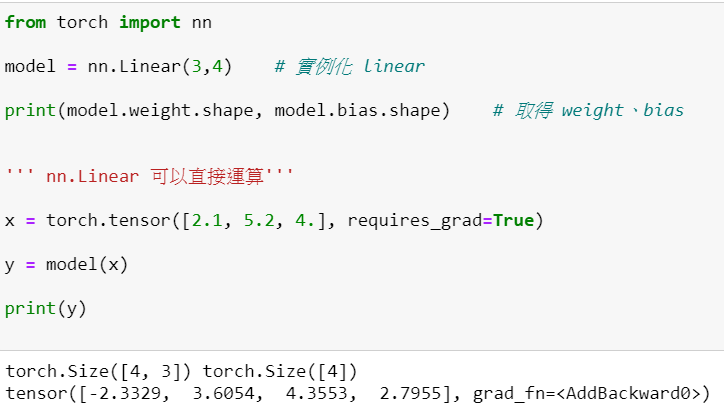 from torch import nn
model = nn.Linear(3,4)    # 實例化 linear
print(model.weight.shape, model.bias.shape)    # 取得 weight、bias
''' nn.Linear 可以直接運算'''
x = torch.tensor([2.1, 5.2, 4.], requires_grad=True)
y = model(x)
print(y)
torch.Size([4, 3]) torch.Size([4])
tensor([-2.3329,  3.6054,  4.3553,  2.7955], grad_fn=<AddBackward0>)